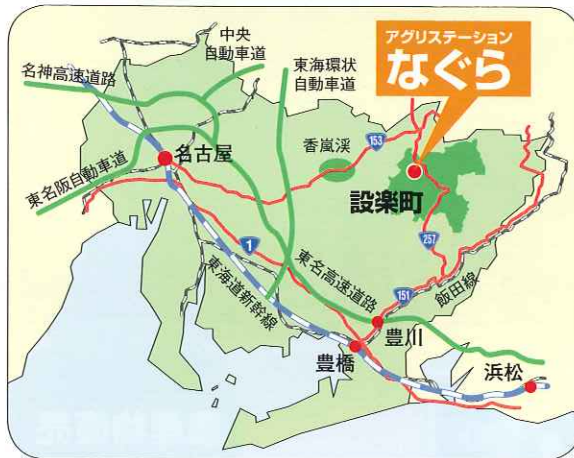 中央
自動車道
名神高速道路
東海環状
自動車道
アグリステーション
なぐら
名古屋
香嵐渓
153
東名阪自動車道
設楽町
257
1
東名高速道路
151
飯田線
東海道新幹線
豊川
豊橋
浜松